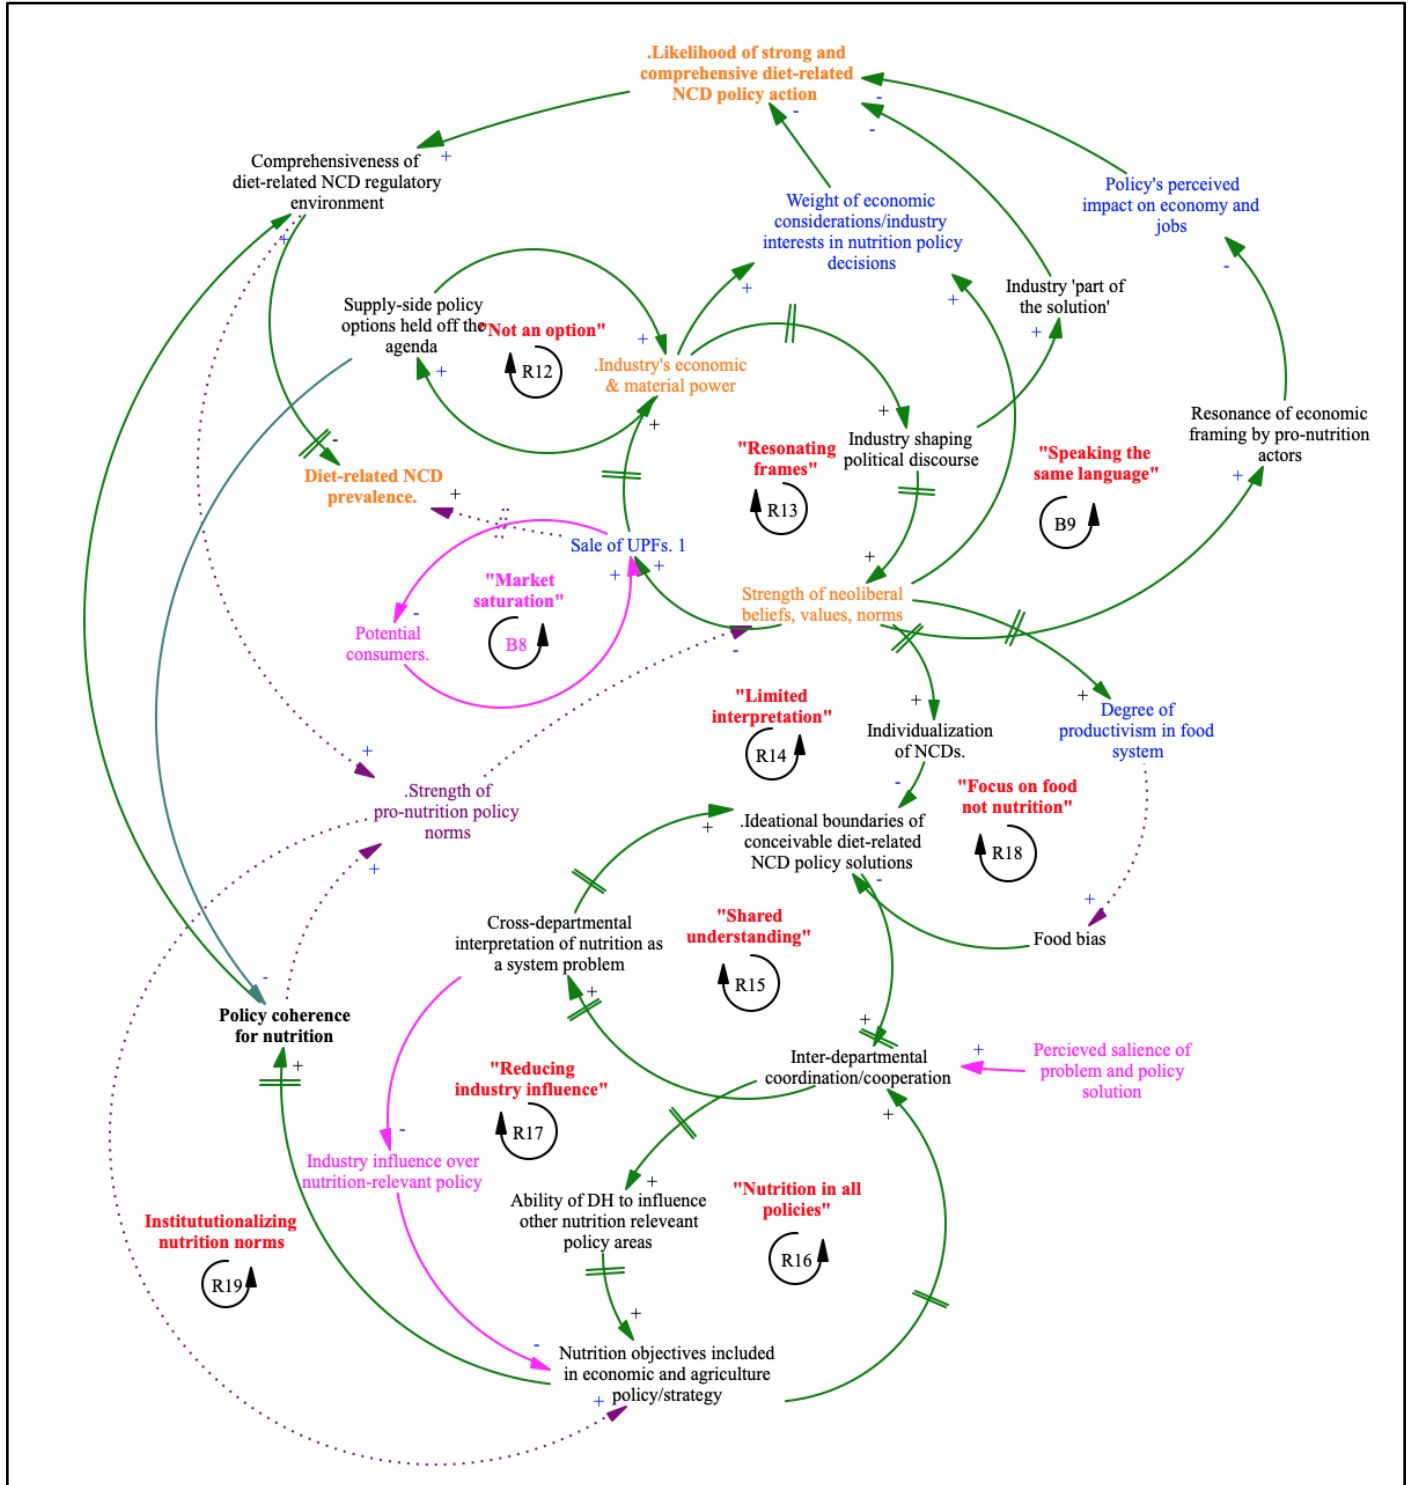 .Likelihood of strong and
comprehensive diet-related
NCD policy action
-
-
-
+
Comprehensiveness of
diet-related NCD regulatory
environment
+
Policy's perceived
impact on economy and
jobs
-
Weight of economic
considerations/industry
interests in nutrition policy
decisions
+
+
Industry 'part of
the solution'
+
Supply-side policy
options held off the
agenda
+
"Not an option"
R12
+
.Industry's economic
& material power
+
+
Industry shaping
political discourse
"Resonating
frames"
R13
"Speaking the
same language"
B9
Resonance of economic
framing by pro-nutrition
actors
+
-
Diet-related NCD
prevalence.
+
Sale of UPFs. 1
+
+
"Market
saturation"
B8
-
Potential
consumers.
+
Strength of neoliberal
beliefs, values, norms
-
"Limited
interpretation"
R14
+
Individualization
of NCDs.
-
+
Degree of
productivism in food
system
"Focus on food
not nutrition"
R18
+
.Strength of
pro-nutrition policy
norms
+
+
.Ideational boundaries of
conceivable diet-related
NCD policy solutions
-
+
Food bias
Cross-departmental
interpretation of nutrition as
a system problem
+
"Shared
understanding"
R15
-
Policy coherence
for nutrition
+
+
Inter-departmental
coordination/cooperation
+
+
Percieved salience of
problem and policy
solution
"Reducing
industry influence"
R17
-
Industry influence over
nutrition-relevant policy
+
Ability of DH to influence
other nutrition releveant
policy areas
"Nutrition in all
policies"
R16
Institututionalizing
nutrition norms
R19
+
-
Nutrition objectives included
in economic and agriculture
policy/strategy
+